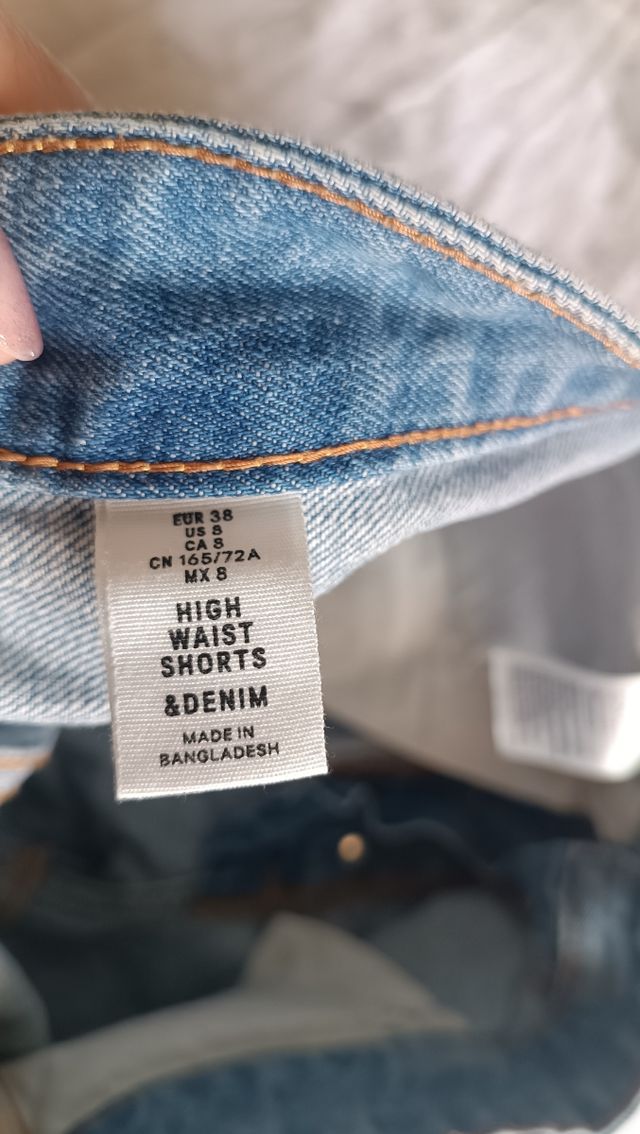 EUR 38
US 8
CA 8
CN 165/72A
MX 8
HIGH
WAIST
SHORTS
&DENIM
MADE IN
BANGLADESH